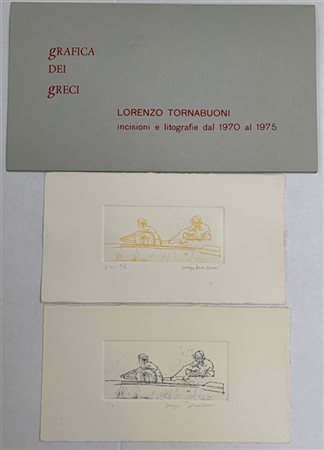 gRAFICA
DEI
gRECI
LORENZO TORNABUONI
incisioni e litografie dal 1970 al 1975